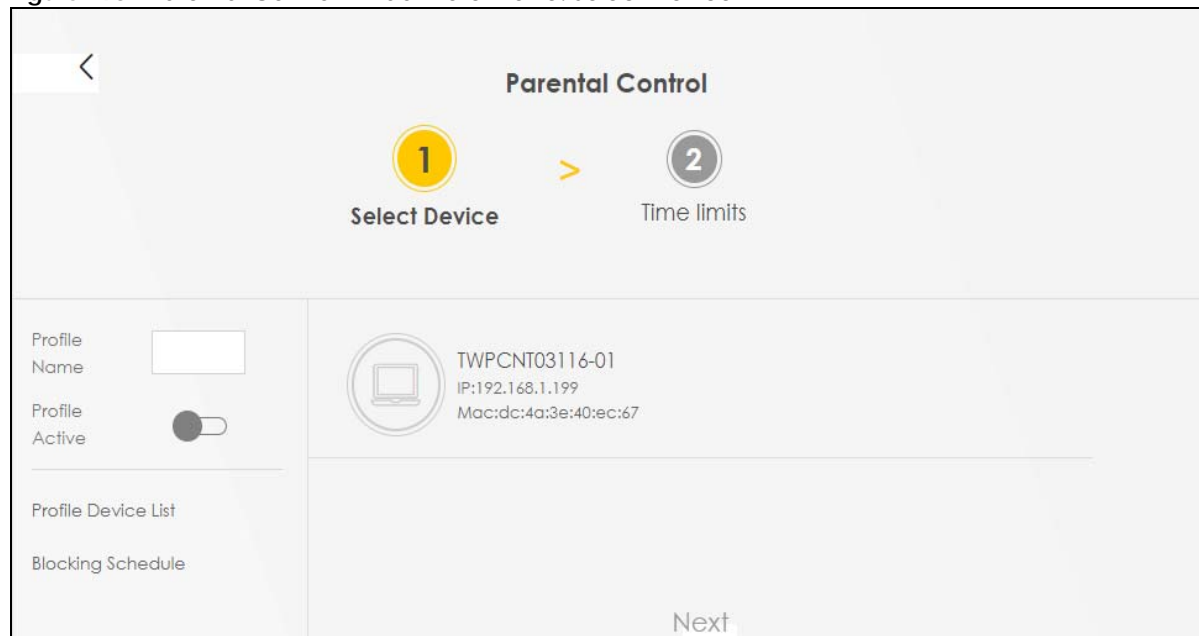 Parental Control
1
>
2
Select Device
Time limits
Profile
Name
Profile
Active
Profile Device List
Blocking Schedule
TWPCNT03116-01
IP:192.168.1.199
Mac:dc:4a:3e:40:ec:67
Next